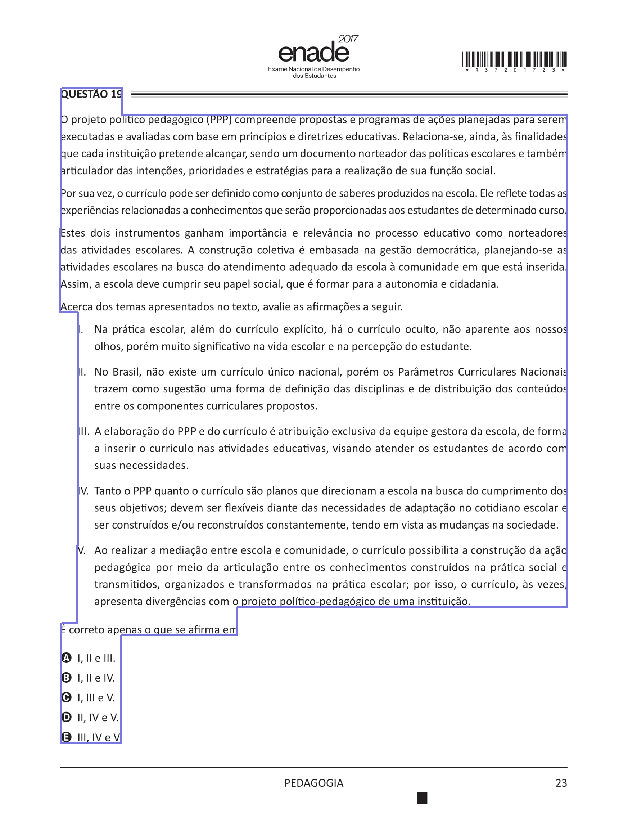 enade 2017
Exame Nacional de Desempenho
dos Estudantes
*R37201723*
QUESTÃO 19
O projeto político pedagógico (PPP) compreende propostas e programas de ações planejadas para serem
executadas e avaliadas com base em princípios e diretrizes educativas. Relaciona-se, ainda, às finalidades
que cada instituição pretende alcançar, sendo um documento norteador das políticas escolares e também
articulador das intenções, prioridades e estratégias para a realização de sua função social.
Por sua vez, o currículo pode ser definido como conjunto de saberes produzidos na escola. Ele reflete todas as
experiências relacionadas a conhecimentos que serão proporcionadas aos estudantes de determinado curso.
Estes dois instrumentos ganham importância e relevância no processo educativo como norteadores
das atividades escolares. A construção coletiva é embasada na gestão democrática, planejando-se as
atividades escolares na busca do atendimento adequado da escola à comunidade em que está inserida.
Assim, a escola deve cumprir seu papel social, que é formar para a autonomia e cidadania.
Acerca dos temas apresentados no texto, avalie as afirmações a seguir.
I. Na prática escolar, além do currículo explícito, há o currículo oculto, não aparente aos nossos
olhos, porém muito significativo na vida escolar e na percepção do estudante.
II. No Brasil, não existe um currículo único nacional, porém os Parâmetros Curriculares Nacionais
trazem como sugestão uma forma de definição das disciplinas e de distribuição dos conteúdos
entre os componentes curriculares propostos.
III. A elaboração do PPP e do currículo é atribuição exclusiva da equipe gestora da escola, de forma
a inserir o currículo nas atividades educativas, visando atender os estudantes de acordo com
suas necessidades.
IV. Tanto o PPP quanto o currículo são planos que direcionam a escola na busca do cumprimento dos
seus objetivos; devem ser flexíveis diante das necessidades de adaptação no cotidiano escolar e
ser construídos e/ou reconstruídos constantemente, tendo em vista as mudanças na sociedade.
V. Ao realizar a mediação entre escola e comunidade, o currículo possibilita a construção da ação
pedagógica por meio da articulação entre os conhecimentos construídos na prática social e
transmitidos, organizados e transformados na prática escolar; por isso, o currículo, às vezes,
apresenta divergências com o projeto político-pedagógico de uma instituição.
É correto apenas o que se afirma em
A I, II e III.
B I, II e IV.
C I, III e V.
D II, IV e V.
E III, IV e V
PEDAGOGIA
23